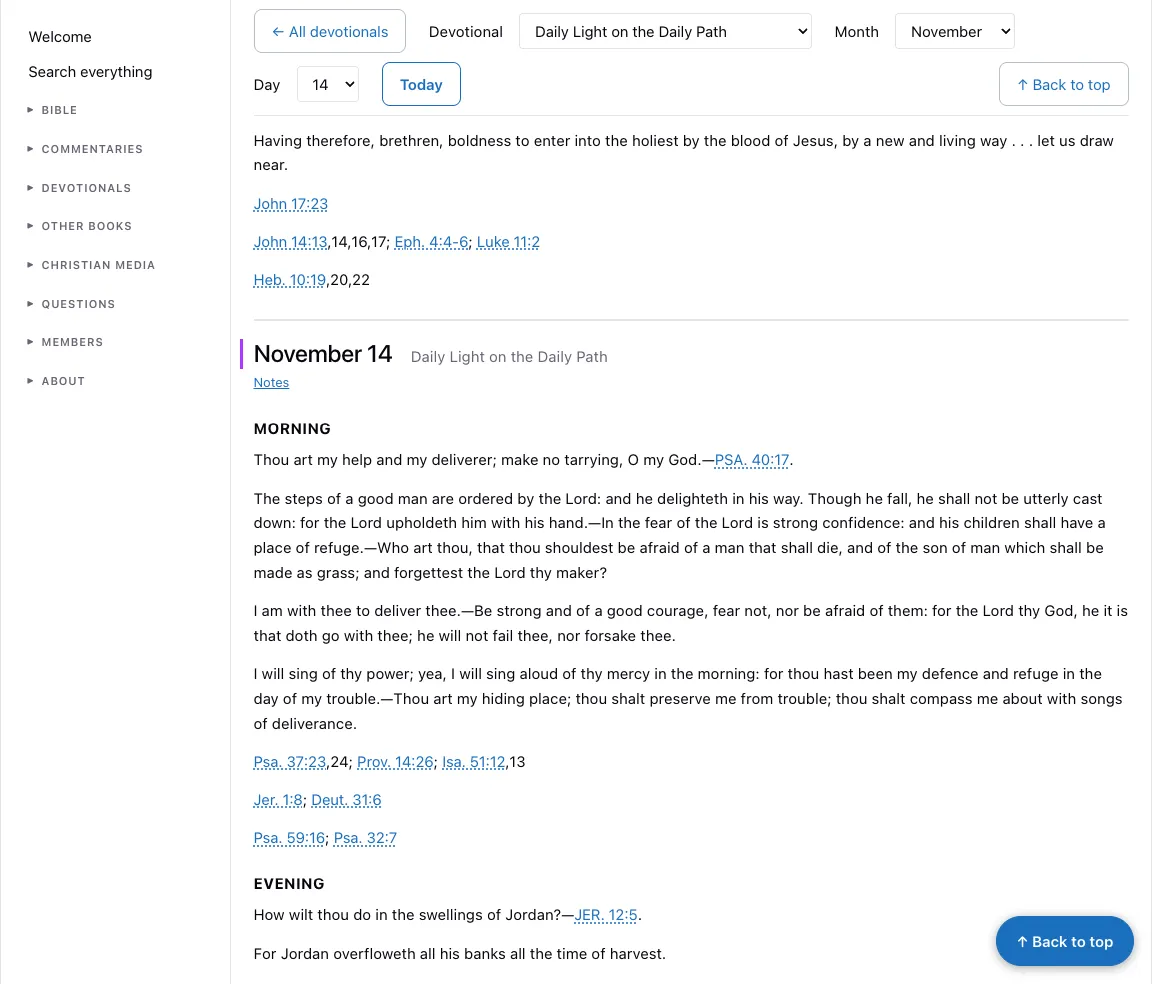 Welcome
Search everything
▸ BIBLE
▸ COMMENTARIES
▸ DEVOTIONALS
▸ OTHER BOOKS
▸ CHRISTIAN MEDIA
▸ QUESTIONS
▸ MEMBERS
▸ ABOUT
← All devotionals Devotional Daily Light on the Daily Path Month November
Day 14 Today ↑ Back to top
Having therefore, brethren, boldness to enter into the holiest by the blood of Jesus, by a new and living way . . . let us draw
near.
John 17:23
John 14:13,14,16,17; Eph. 4:4-6; Luke 11:2
Heb. 10:19,20,22
November 14 Daily Light on the Daily Path
Notes
MORNING
Thou art my help and my deliverer; make no tarrying, O my God.—PSA. 40:17.
The steps of a good man are ordered by the Lord: and he delighteth in his way. Though he fall, he shall not be utterly cast
down: for the Lord upholdeth him with his hand.—In the fear of the Lord is strong confidence: and his children shall have a
place of refuge.—Who art thou, that thou shouldest be afraid of a man that shall die, and of the son of man which shall be
made as grass; and forgettest the Lord thy maker?
I am with thee to deliver thee.—Be strong and of a good courage, fear not, nor be afraid of them: for the Lord thy God, he it is
that doth go with thee; he will not fail thee, nor forsake thee.
I will sing of thy power; yea, I will sing aloud of thy mercy in the morning: for thou hast been my defence and refuge in the
day of my trouble.—Thou art my hiding place; thou shalt preserve me from trouble; thou shalt compass me about with songs
of deliverance.
Psa. 37:23,24; Prov. 14:26; Isa. 51:12,13
Jer. 1:8; Deut. 31:6
Psa. 59:16; Psa. 32:7
EVENING
How wilt thou do in the swellings of Jordan?—JER. 12:5.
For Jordan overfloweth all his banks all the time of harvest.
↑ Back to top